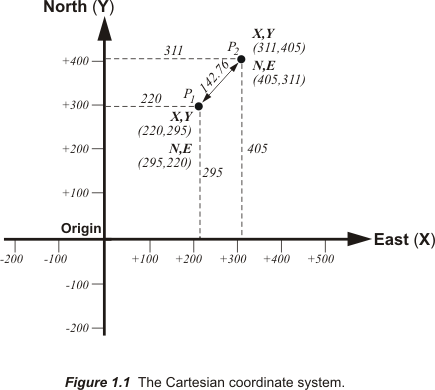 North (Y)
X,Y
(311,405)
N,E
(405,311)
311
P2
+400
142.76
P1
+300
220
X,Y
(220,295)
N,E
(295,220)
+200
405
295
+100
Origin
East (X)
-200 -100 +100 +200 +300 +400 +500
-100
-200
Figure 1.1 The Cartesian coordinate system.